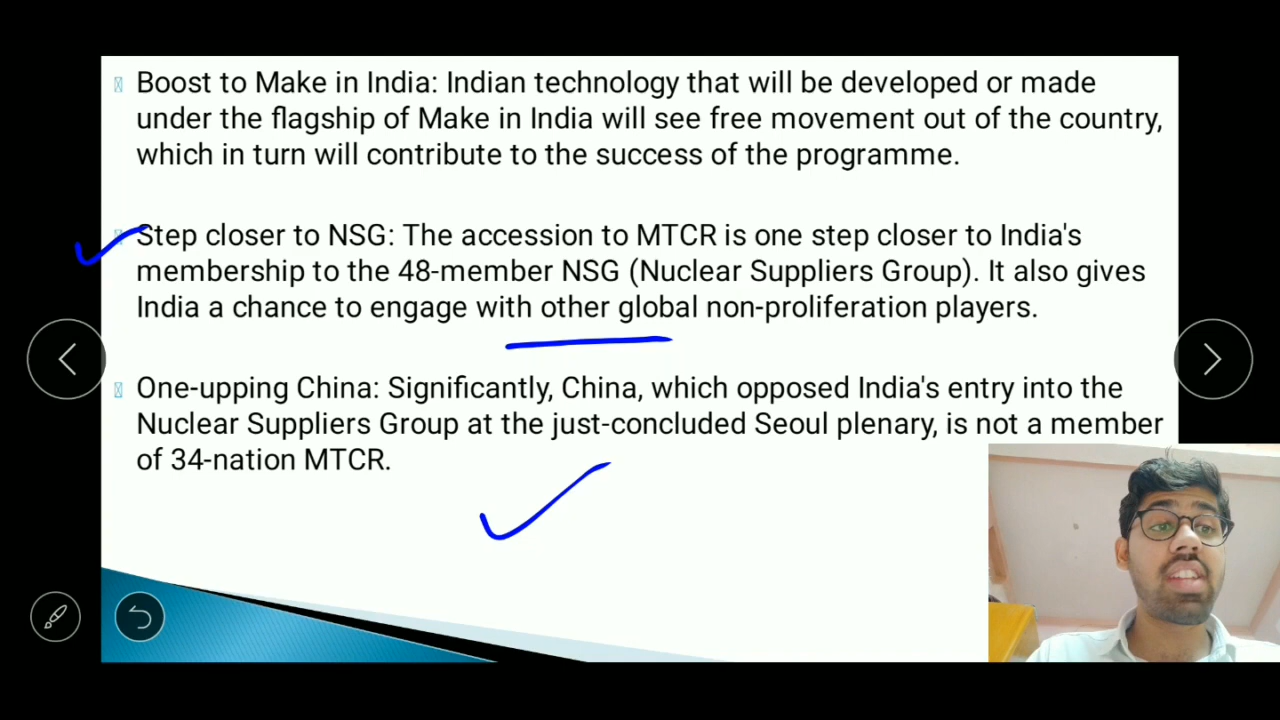 Boost to Make in India: Indian technology that will be developed or made
under the flagship of Make in India will see free movement out of the country,
which in turn will contribute to the success of the programme.
Step closer to NSG: The accession to MTCR is one step closer to India's
membership to the 48-member NSG (Nuclear Suppliers Group). It also gives
India a chance to engage with other global non-proliferation players.
One-upping China: Significantly, China, which opposed India's entry into the
Nuclear Suppliers Group at the just-concluded Seoul plenary, is not a member
of 34-nation MTCR.